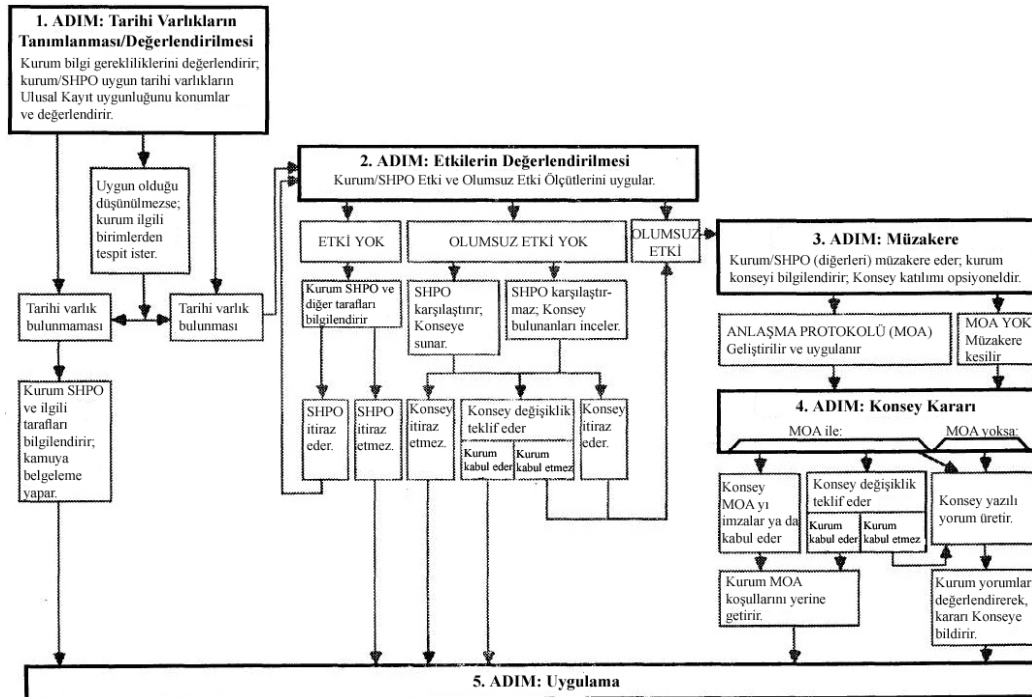 1. ADIM: Tarihi Varlıkların
Tanımlanması/Değerlendirilmesi
Kurum bilgi gerekliliklerini değerlendirir;
kurum/SHPO uygun tarihi varlıkların
Ulusal Kayıt uygunluğunu konumlar
ve değerlendirir.
Uygun olduğu
düşünülmezse;
kurum ilgili
birimlerden
tespit ister.
Tarihi varlık
bulunmaması
Tarihi varlık
bulunması
Kurum SHPO
ve ilgili
tarafları
bilgilendirir;
kamuya
belgeleme
yapar.
2. ADIM: Etkilerin Değerlendirilmesi
Kurum/SHPO Etki ve Olumsuz Etki Ölçütlerini uygular.
ETKİ YOK
OLUMSUZ ETKİ YOK
OLUMSUZ
ETKİ
Kurum SHPO ve
diğer tarafları
bilgilendirir
SHPO
karşılaştırır;
Konseye
sunar.
SHPO karşılaştır-
maz; Konsey
bulunanları inceler.
SHPO
itiraz
eder.
SHPO
itiraz
etmez.
Konsey
itiraz
etmez.
Konsey değişiklik
teklif eder
Kurum
kabul eder
Kurum
kabul etmez
Konsey
itiraz
eder.
3. ADIM: Müzakere
Kurum/SHPO (diğerleri) müzakere eder; kurum
konseyi bilgilendirir; Konsey katılımı opsiyoneldir.
ANLAŞMA PROTOKOLÜ (MOA)
Geliştirilir ve uygulanır
MOA YOK
Müzakere
kesilir
4. ADIM: Konsey Kararı
MOA ile:
MOA yoksa:
Konsey
MOA yı
imzalar ya da
kabul eder
Konsey değişiklik
teklif eder
Kurum
kabul eder
Kurum
kabul etmez
Konsey yazılı
yorum üretir.
Kurum MOA
koşullarını yerine
getirir.
Kurum yorumları
değerlendirerek,
kararı Konseye
bildirir.
5. ADIM: Uygulama